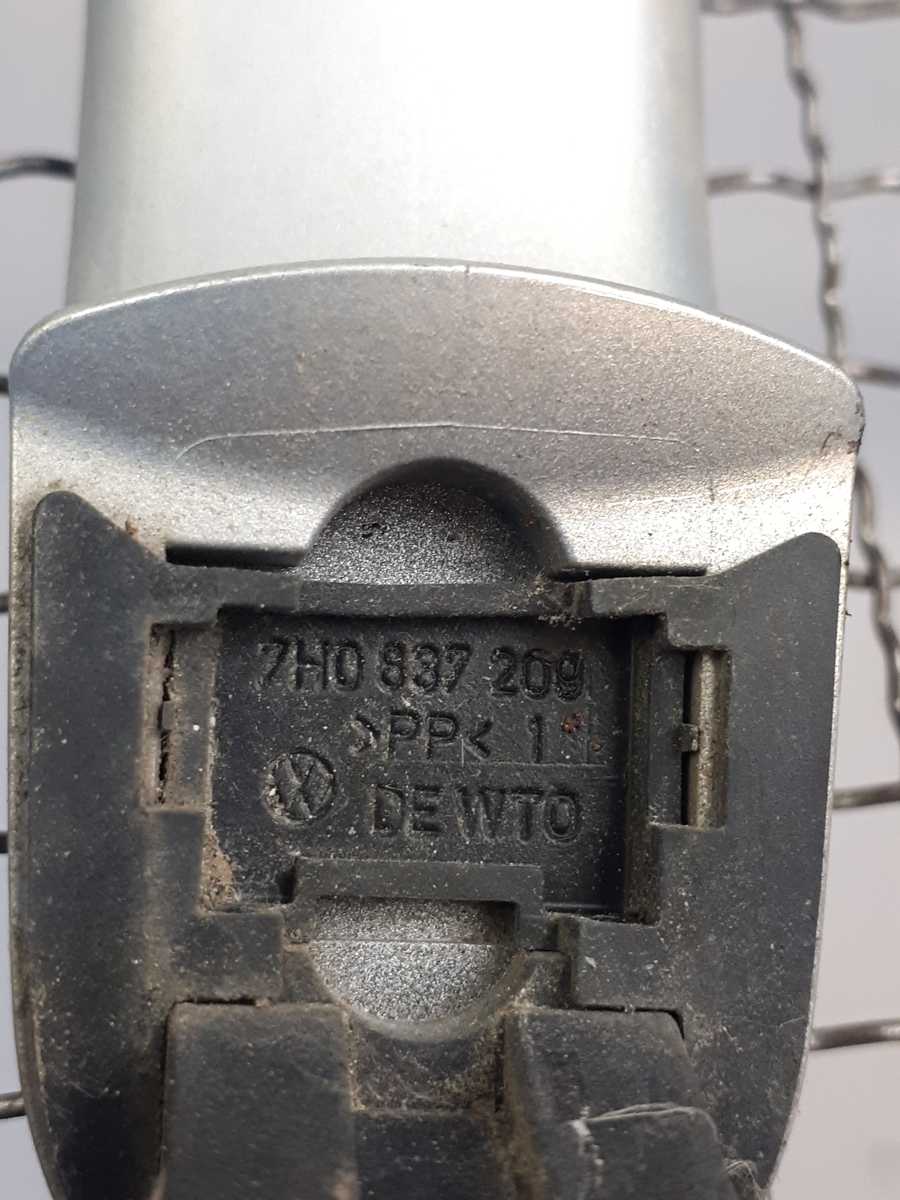 7H0 837 209
>PP< 1
DE WTO